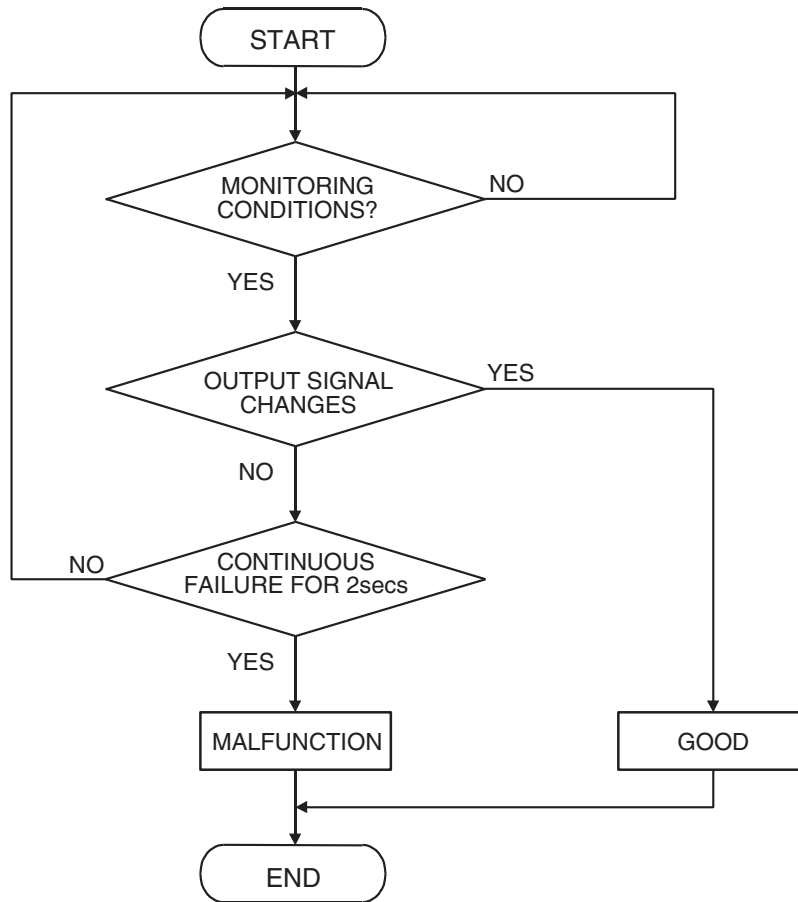 START
MONITORING
CONDITIONS?
NO
YES
OUTPUT SIGNAL
CHANGES
YES
NO
CONTINUOUS
FAILURE FOR 2secs
NO
YES
MALFUNCTION
GOOD
END